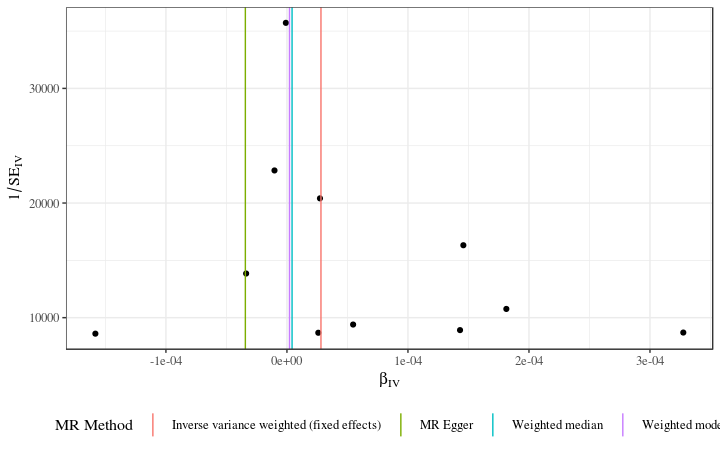 30000
20000
10000
1/SE_IV
-1e-04
0e+00
1e-04
2e-04
3e-04
β_IV
MR Method
Inverse variance weighted (fixed effects)
MR Egger
Weighted median
Weighted mode